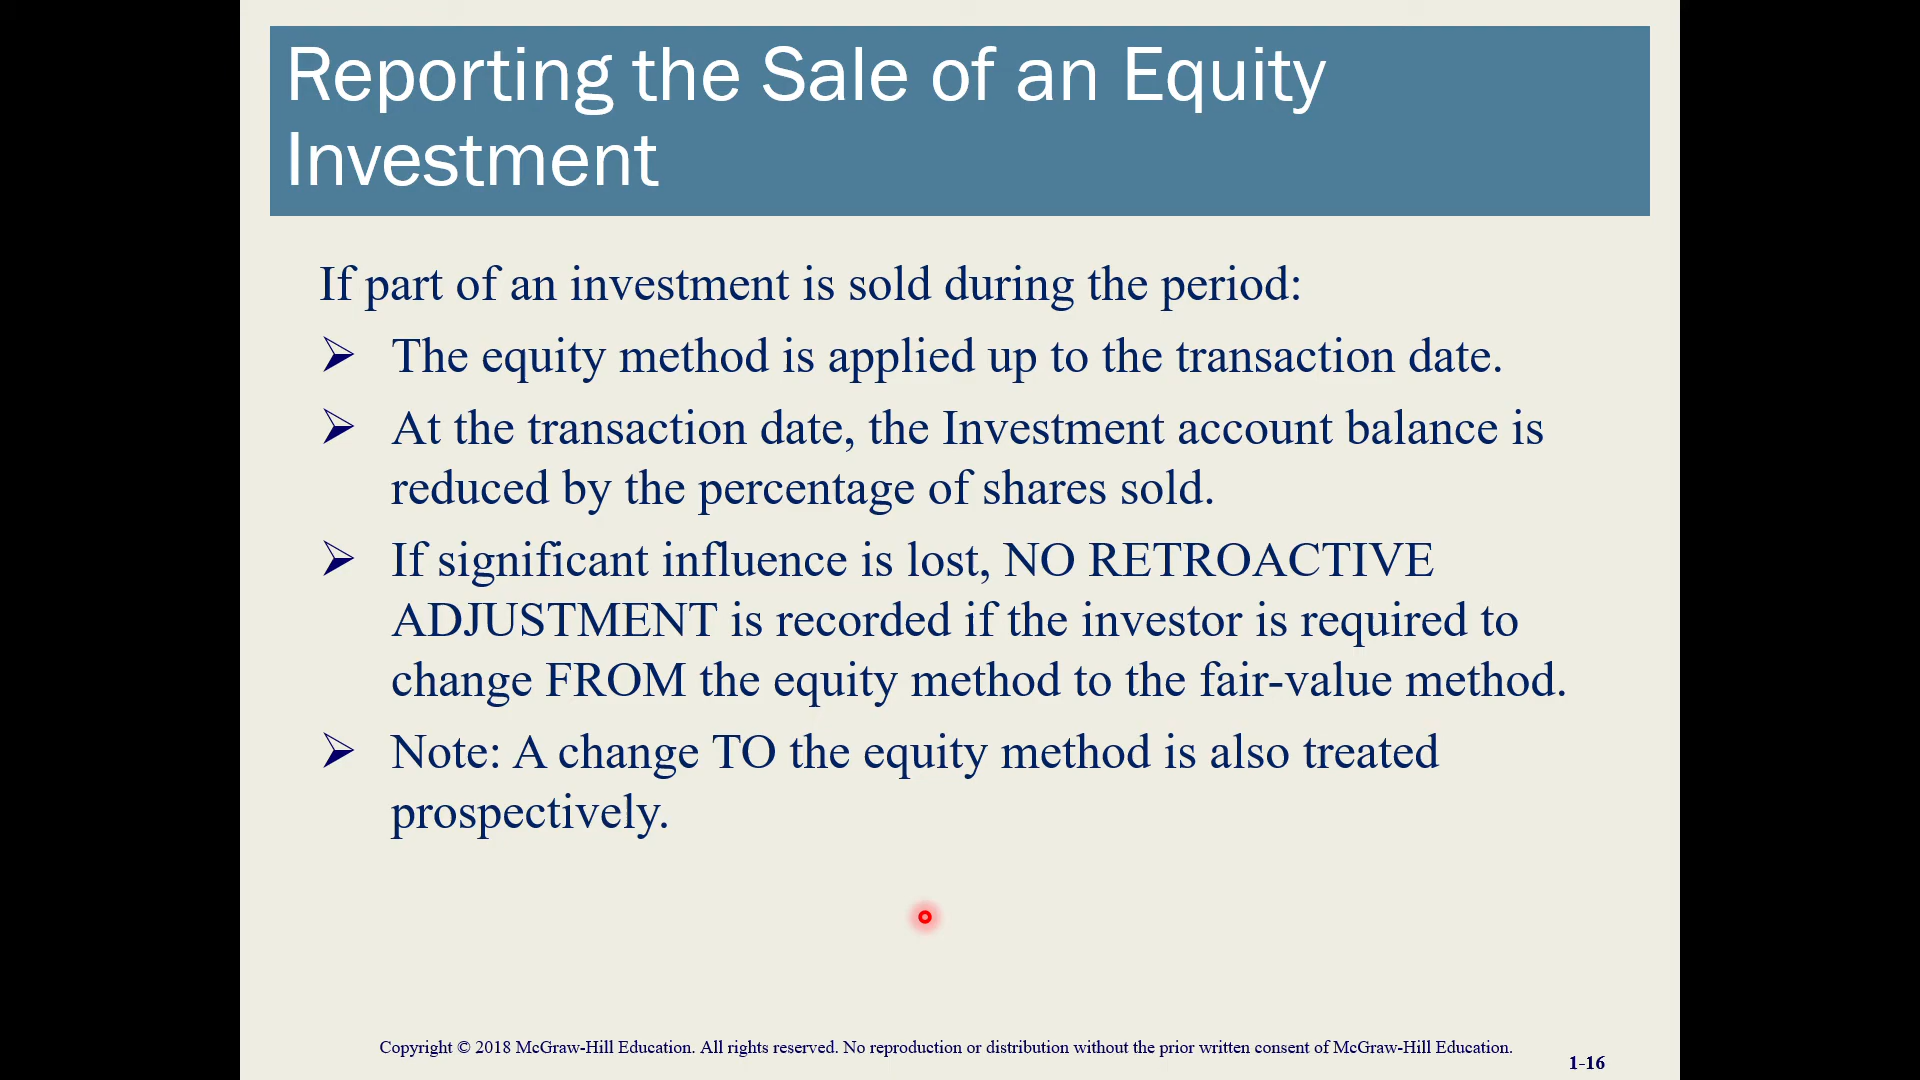 Reporting the Sale of an Equity
Investment
If part of an investment is sold during the period:
The equity method is applied up to the transaction date.
At the transaction date, the Investment account balance is
reduced by the percentage of shares sold.
If significant influence is lost, NO RETROACTIVE
ADJUSTMENT is recorded if the investor is required to
change FROM the equity method to the fair-value method.
Note: A change TO the equity method is also treated
prospectively.
Copyright © 2018 McGraw-Hill Education. All rights reserved. No reproduction or distribution without the prior written consent of McGraw-Hill Education.
1-16